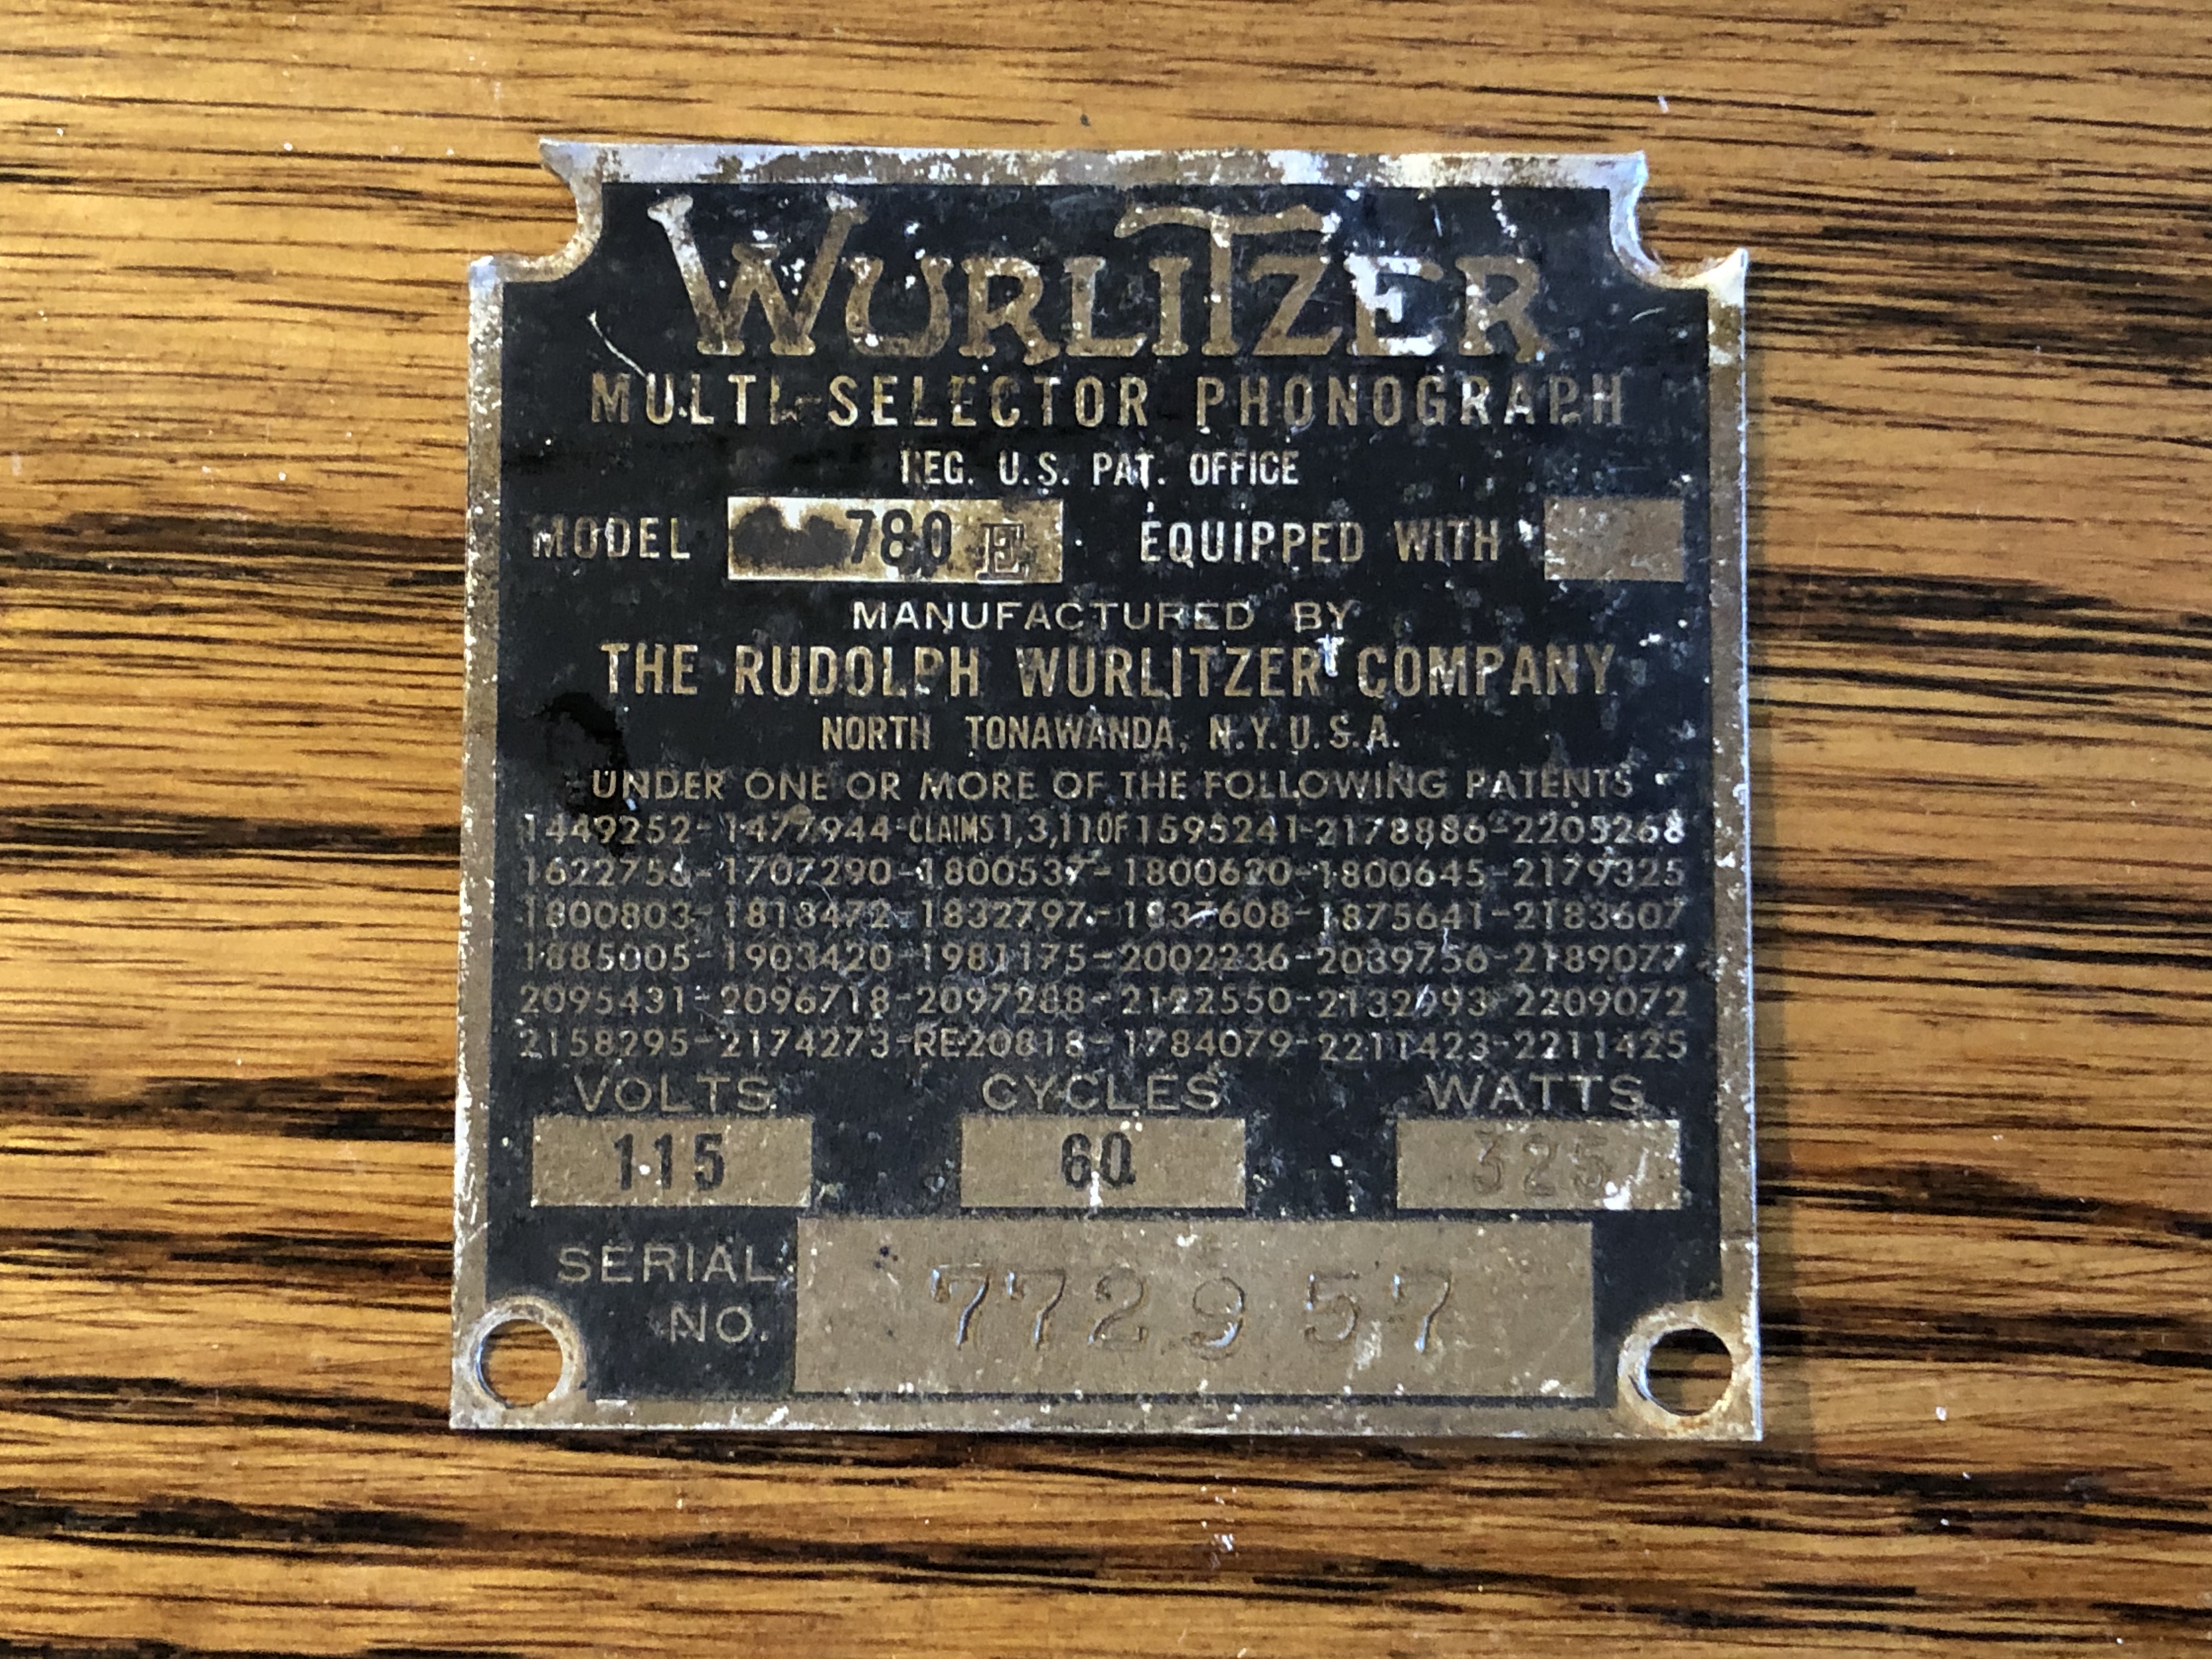 WURLITZER
MULTI-SELECTOR PHONOGRAPH
REG. U.S. PAT. OFFICE
MODEL 780 E EQUIPPED WITH
MANUFACTURED BY
THE RUDOLPH WURLITZER COMPANY
NORTH TONAWANDA, N.Y. U.S.A.
UNDER ONE OR MORE OF THE FOLLOWING PATENTS
1449252-1477944-CLAIMS 1,3,11 OF 1595241-2178886-2205268
1622756-1707290-1800537-1800620-1800645-2179325
1800803-1813472-1832797-1837608-1875641-2183607
1885005-1903420-1981175-2002236-2039756-2189077
2095431-2096718-2097288-2122550-2132993-2209072
2158295-2174273-RE20818-1784079-2211423-2211425
VOLTS CYCLES WATTS
115 60 325
SERIAL NO. 772957